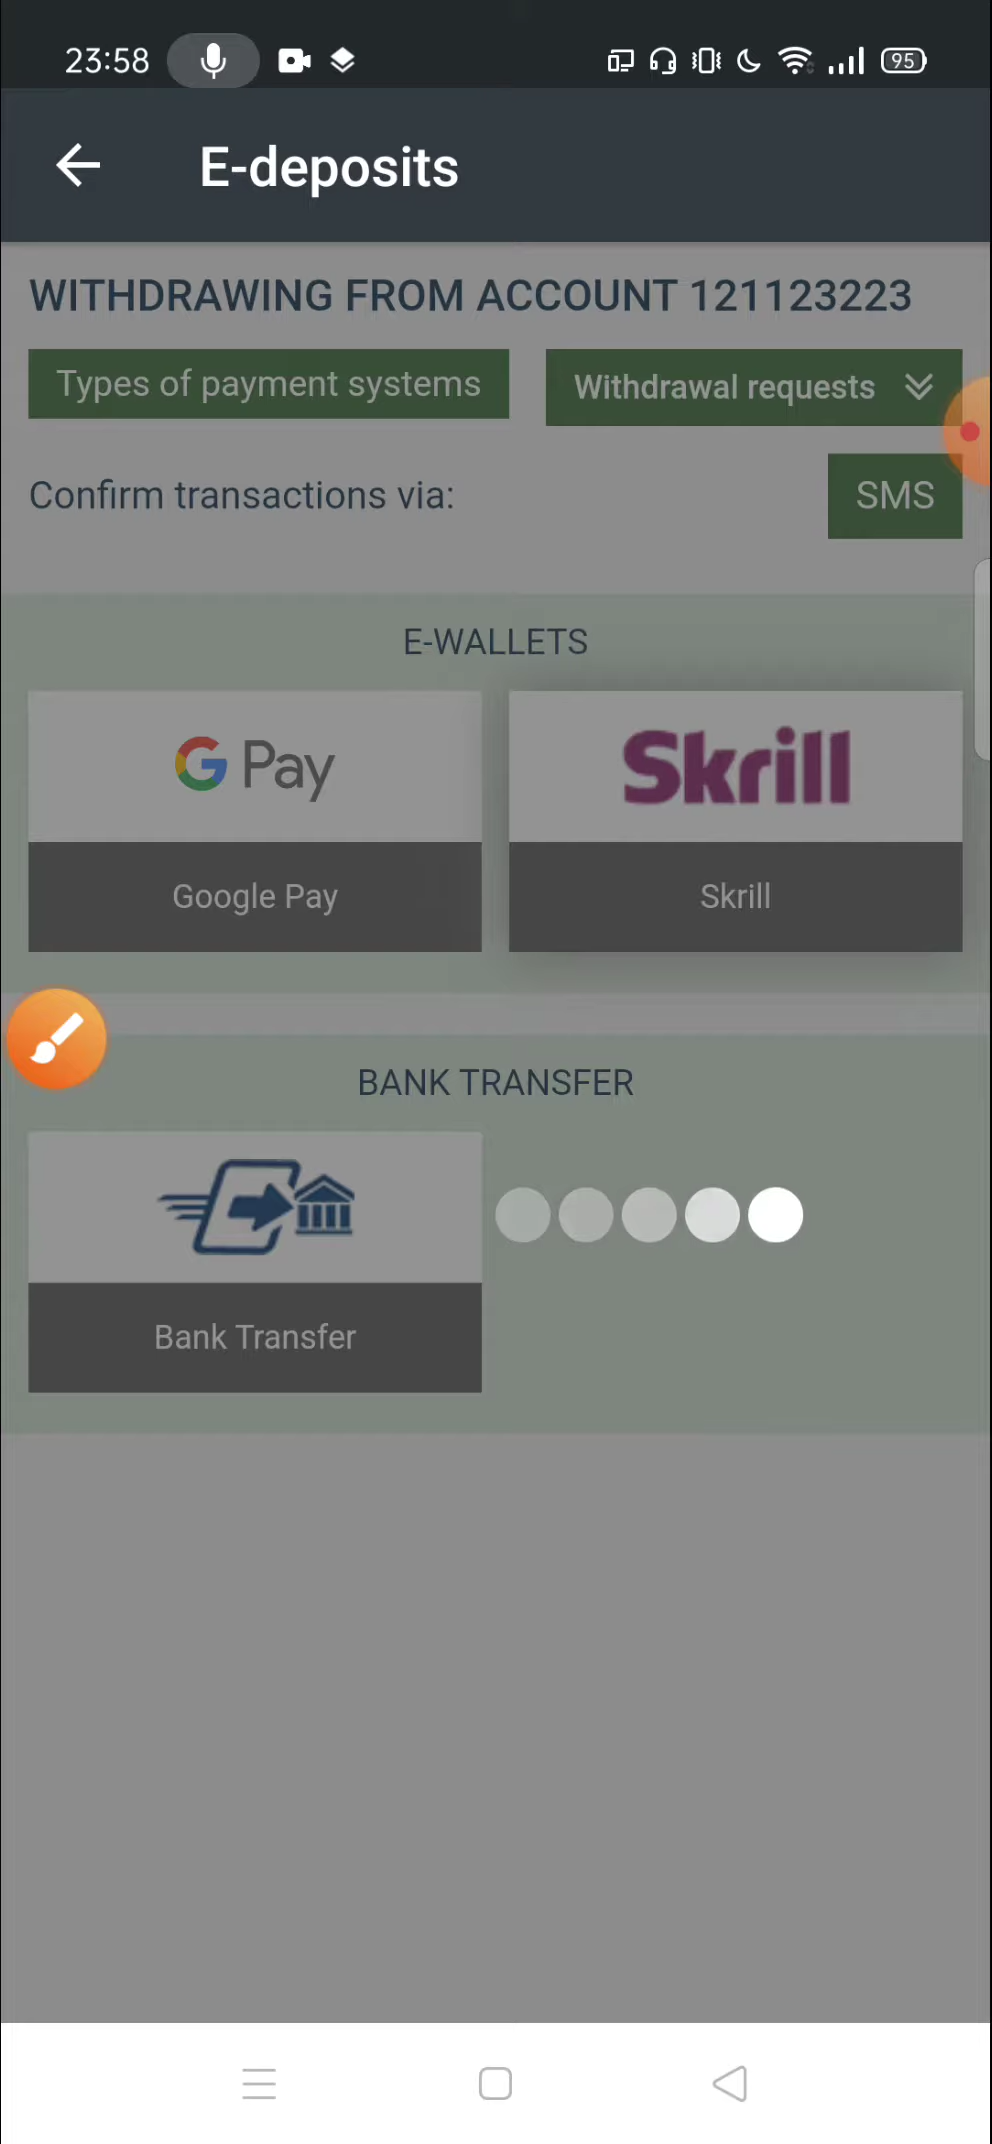 23:58
95
E-deposits
WITHDRAWING FROM ACCOUNT 121123223
Types of payment systems
Withdrawal requests
Confirm transactions via:
SMS
E-WALLETS
G Pay
Skrill
Google Pay
Skrill
BANK TRANSFER
Bank Transfer